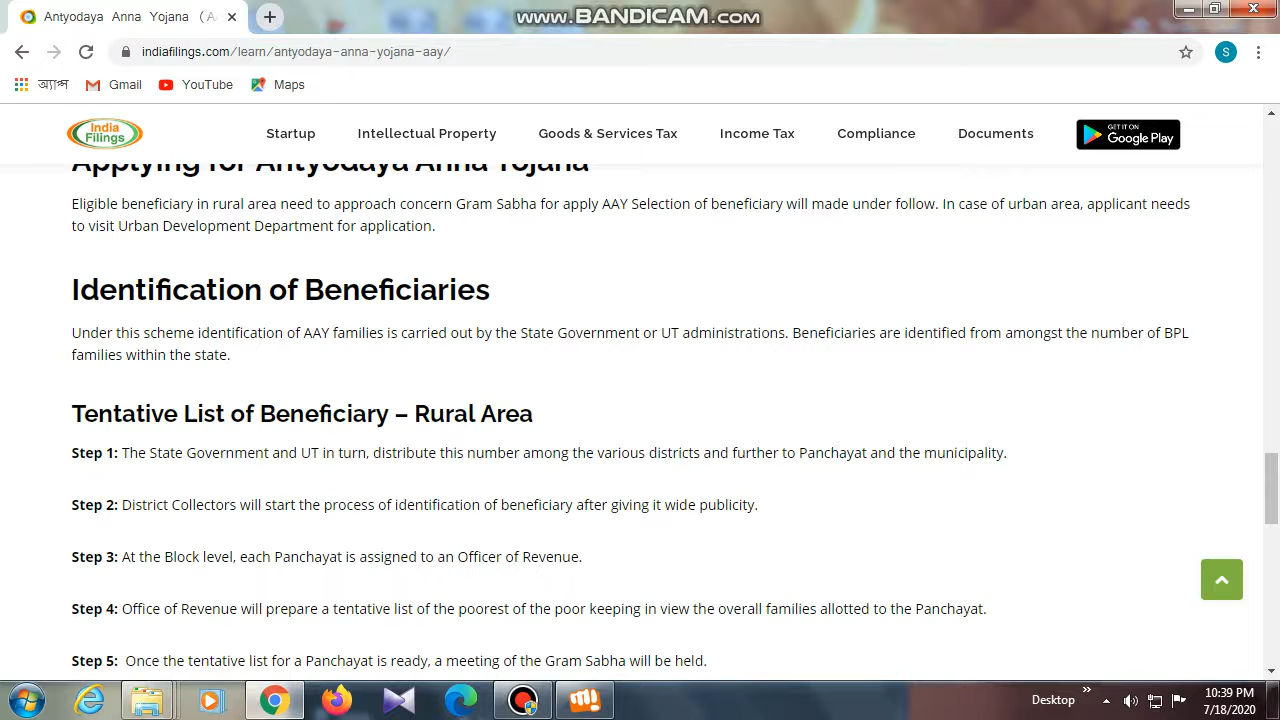 Antyodaya Anna Yojana ( A
www.BANDICAM.com
indiafilings.com/learn/antyodaya-anna-yojana-aay/
S
অ্যাপ্স
Gmail
YouTube
Maps
India Filings
Startup
Intellectual Property
Goods & Services Tax
Income Tax
Compliance
Documents
GET IT ON
Google Play
Applying for Antyodaya Anna Yojana
Eligible beneficiary in rural area need to approach concern Gram Sabha for apply AAY Selection of beneficiary will made under follow. In case of urban area, applicant needs
to visit Urban Development Department for application.
Identification of Beneficiaries
Under this scheme identification of AAY families is carried out by the State Government or UT administrations. Beneficiaries are identified from amongst the number of BPL
families within the state.
Tentative List of Beneficiary – Rural Area
Step 1: The State Government and UT in turn, distribute this number among the various districts and further to Panchayat and the municipality.
Step 2: District Collectors will start the process of identification of beneficiary after giving it wide publicity.
Step 3: At the Block level, each Panchayat is assigned to an Officer of Revenue.
Step 4: Office of Revenue will prepare a tentative list of the poorest of the poor keeping in view the overall families allotted to the Panchayat.
Step 5: Once the tentative list for a Panchayat is ready, a meeting of the Gram Sabha will be held.
Desktop
10:39 PM
7/18/2020